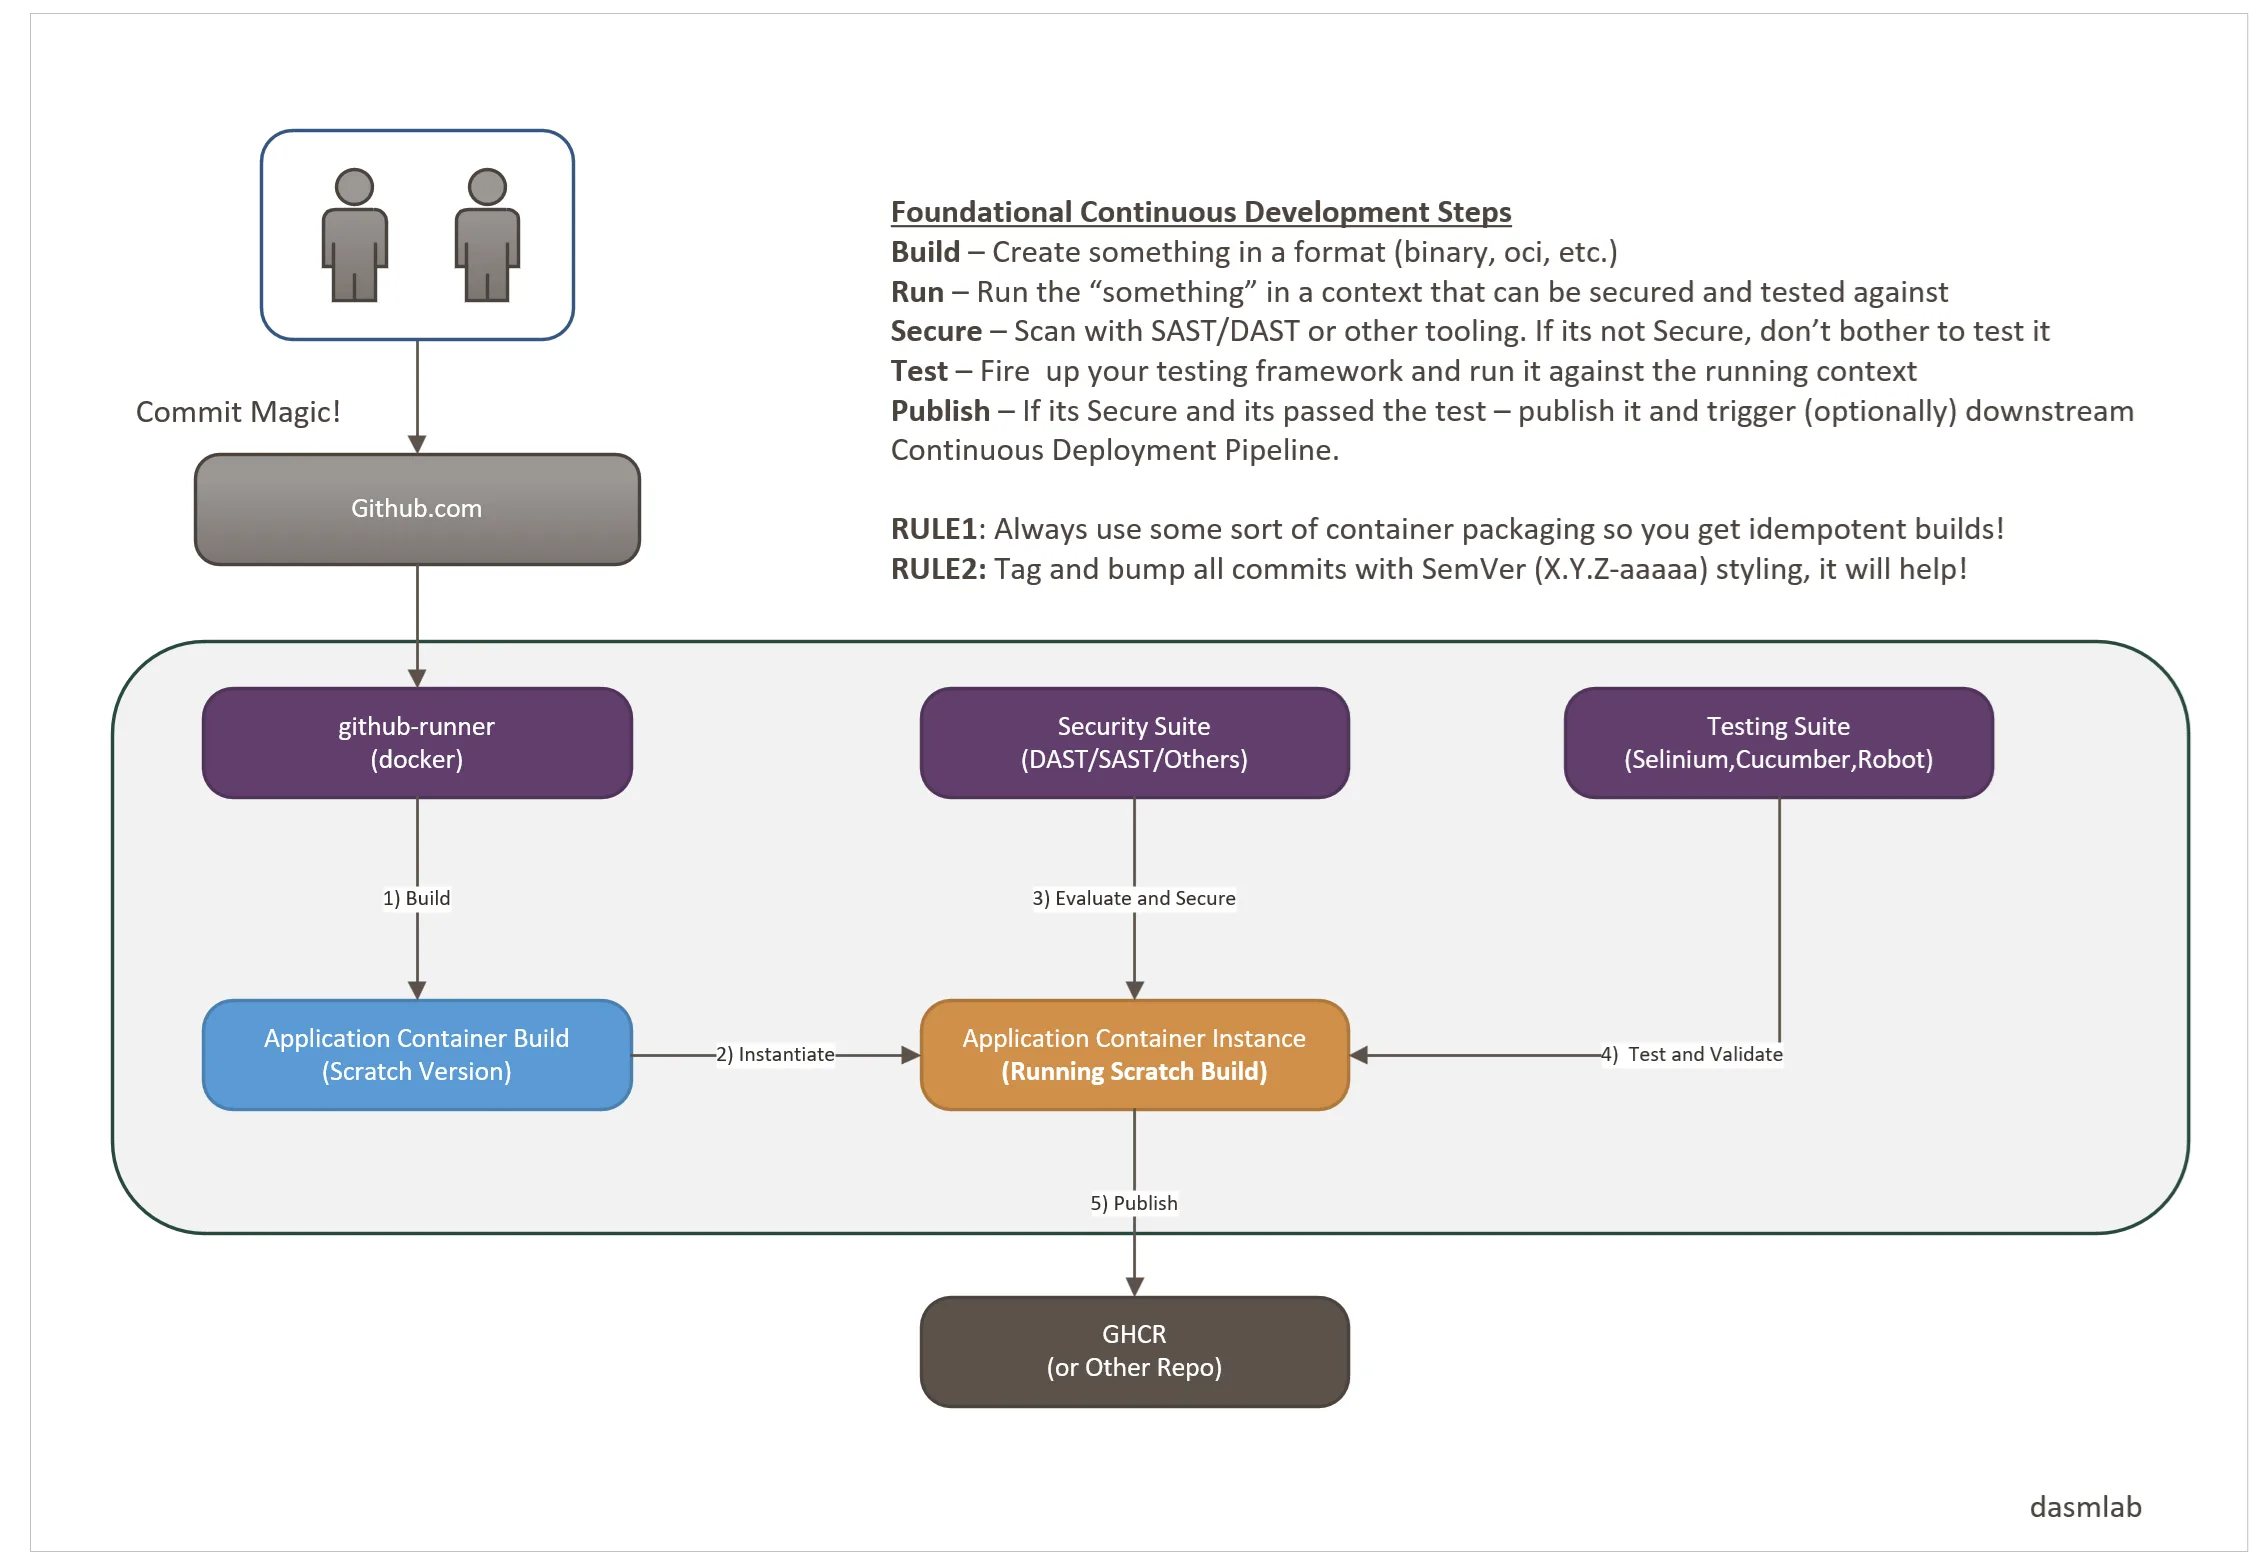 Foundational Continuous Development Steps
Build – Create something in a format (binary, oci, etc.)
Run – Run the “something” in a context that can be secured and tested against
Secure – Scan with SAST/DAST or other tooling. If its not Secure, don’t bother to test it
Test – Fire  up your testing framework and run it against the running context
Publish – If its Secure and its passed the test – publish it and trigger (optionally) downstream
Continuous Deployment Pipeline.
RULE1: Always use some sort of container packaging so you get idempotent builds!
RULE2: Tag and bump all commits with SemVer (X.Y.Z-aaaaa) styling, it will help!
Commit Magic!
Github.com
github-runner
(docker)
Security Suite
(DAST/SAST/Others)
Testing Suite
(Selinium,Cucumber,Robot)
1) Build
3) Evaluate and Secure
Application Container Build
(Scratch Version)
2) Instantiate
Application Container Instance
(Running Scratch Build)
4)  Test and Validate
5) Publish
GHCR
(or Other Repo)
dasmlab